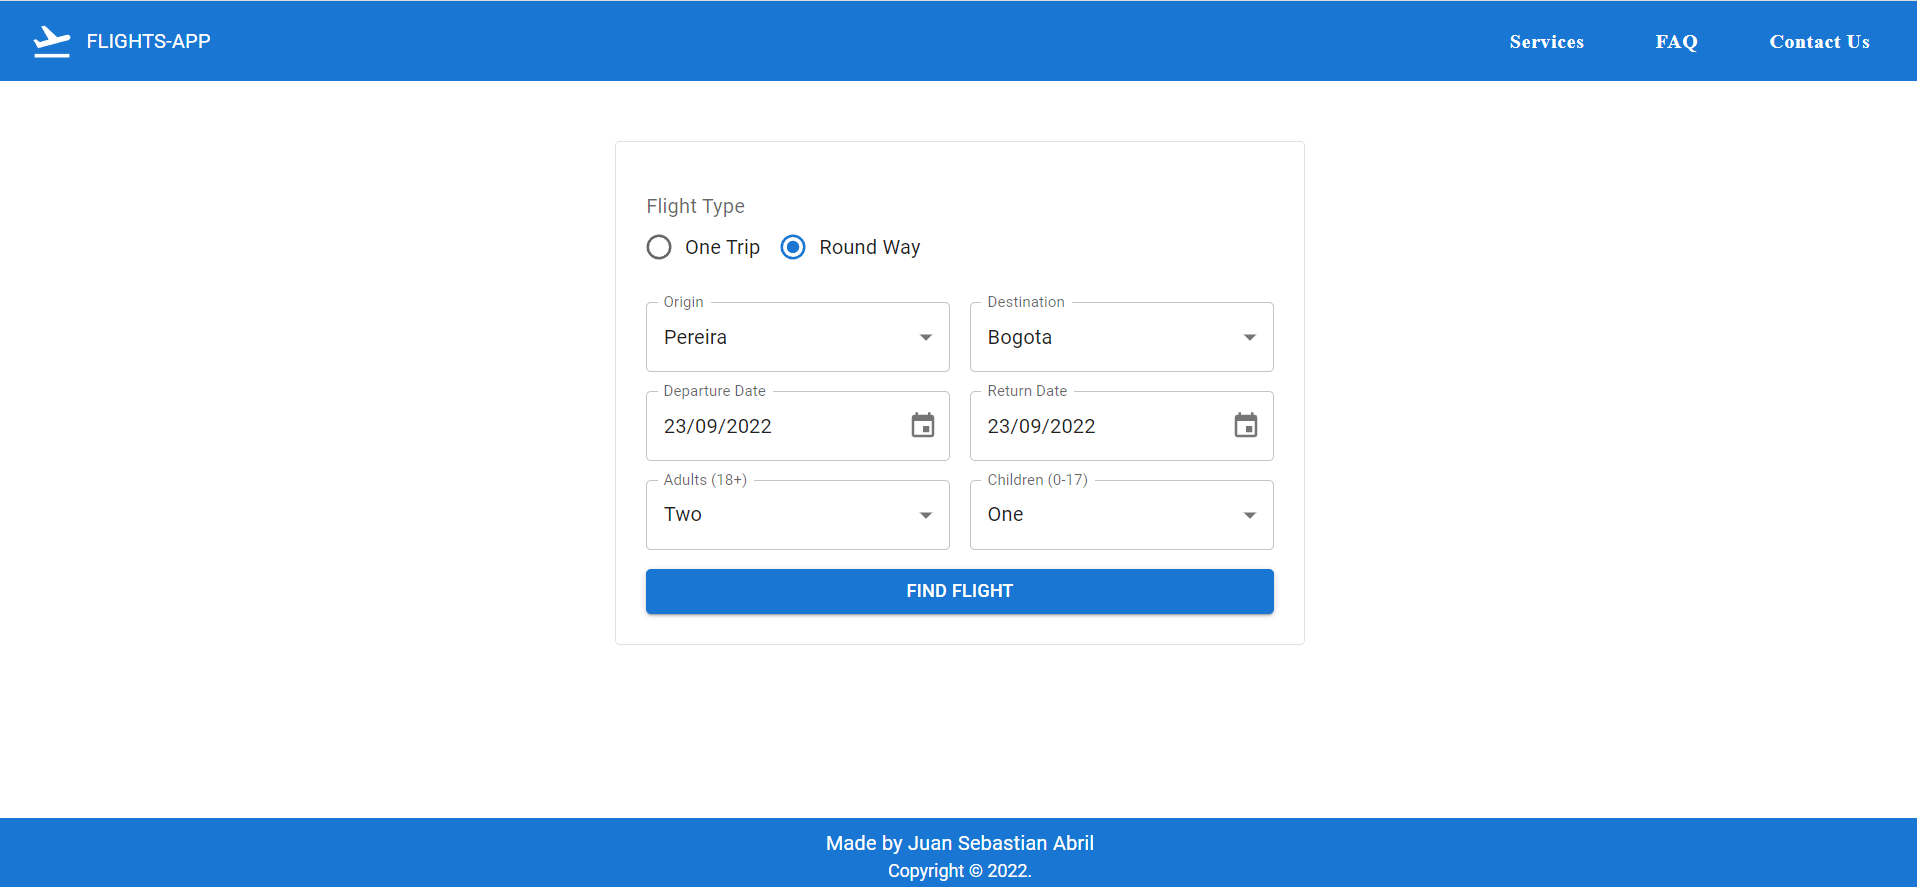 FLIGHTS-APP Services FAQ Contact Us
Flight Type
One Trip Round Way
Origin Destination
Pereira Bogota
Departure Date Return Date
23/09/2022 23/09/2022
Adults (18+) Children (0-17)
Two One
FIND FLIGHT
Made by Juan Sebastian Abril
Copyright © 2022.